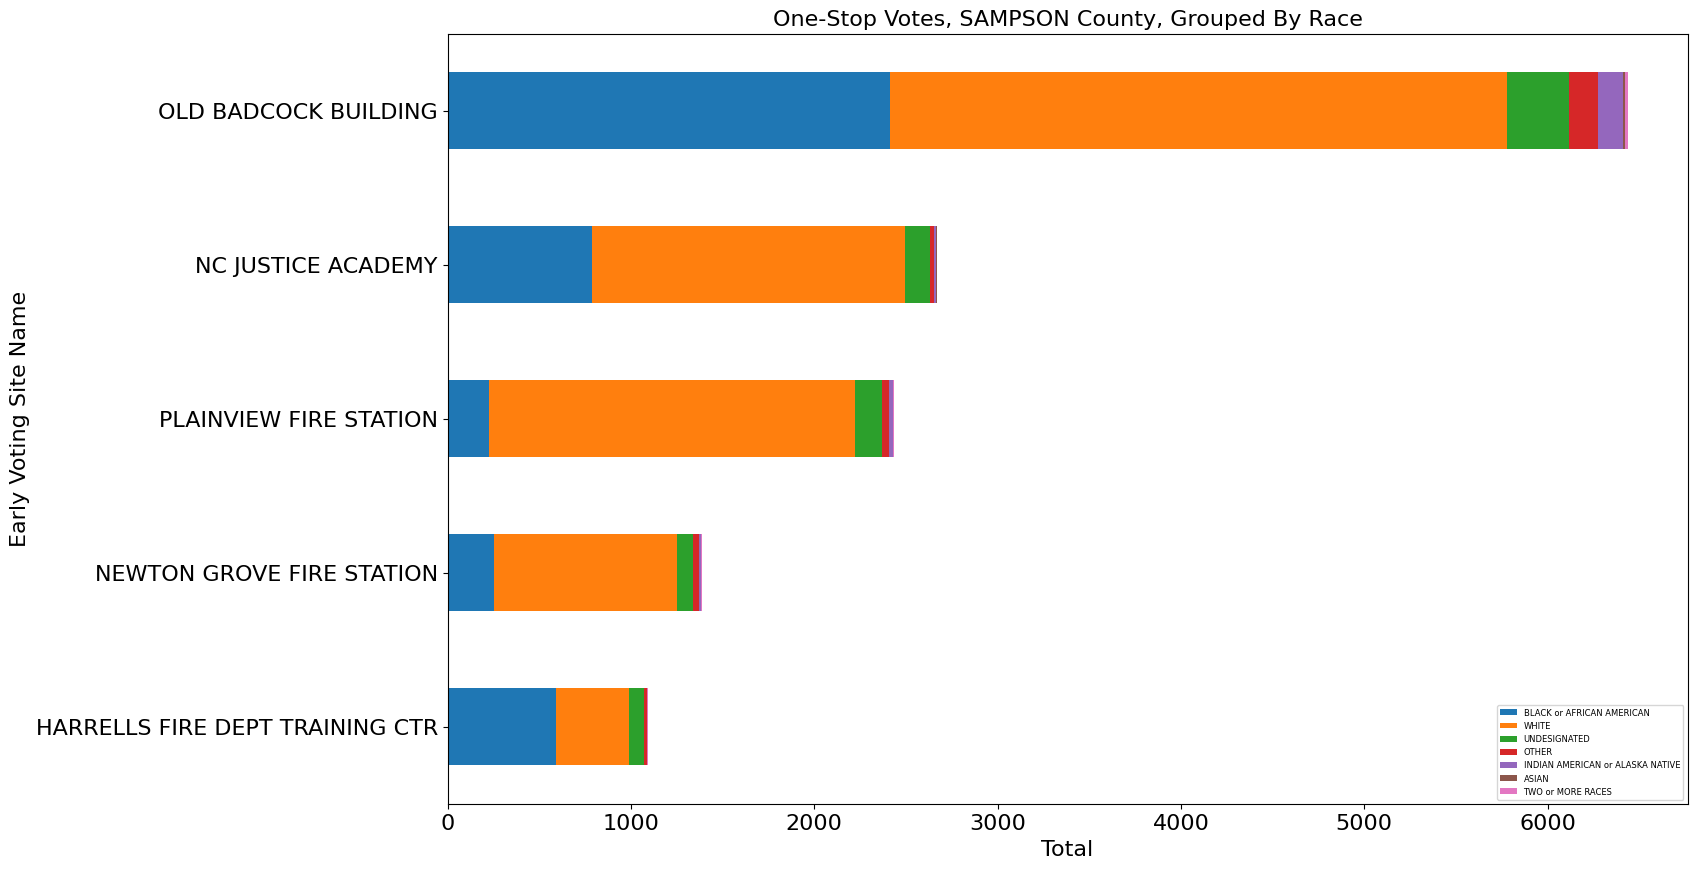 One-Stop Votes, SAMPSON County, Grouped By Race
Early Voting Site Name
OLD BADCOCK BUILDING
NC JUSTICE ACADEMY
PLAINVIEW FIRE STATION
NEWTON GROVE FIRE STATION
HARRELLS FIRE DEPT TRAINING CTR
BLACK or AFRICAN AMERICAN
WHITE
UNDESIGNATED
OTHER
INDIAN AMERICAN or ALASKA NATIVE
ASIAN
TWO or MORE RACES
0 1000 2000 3000 4000 5000 6000
Total